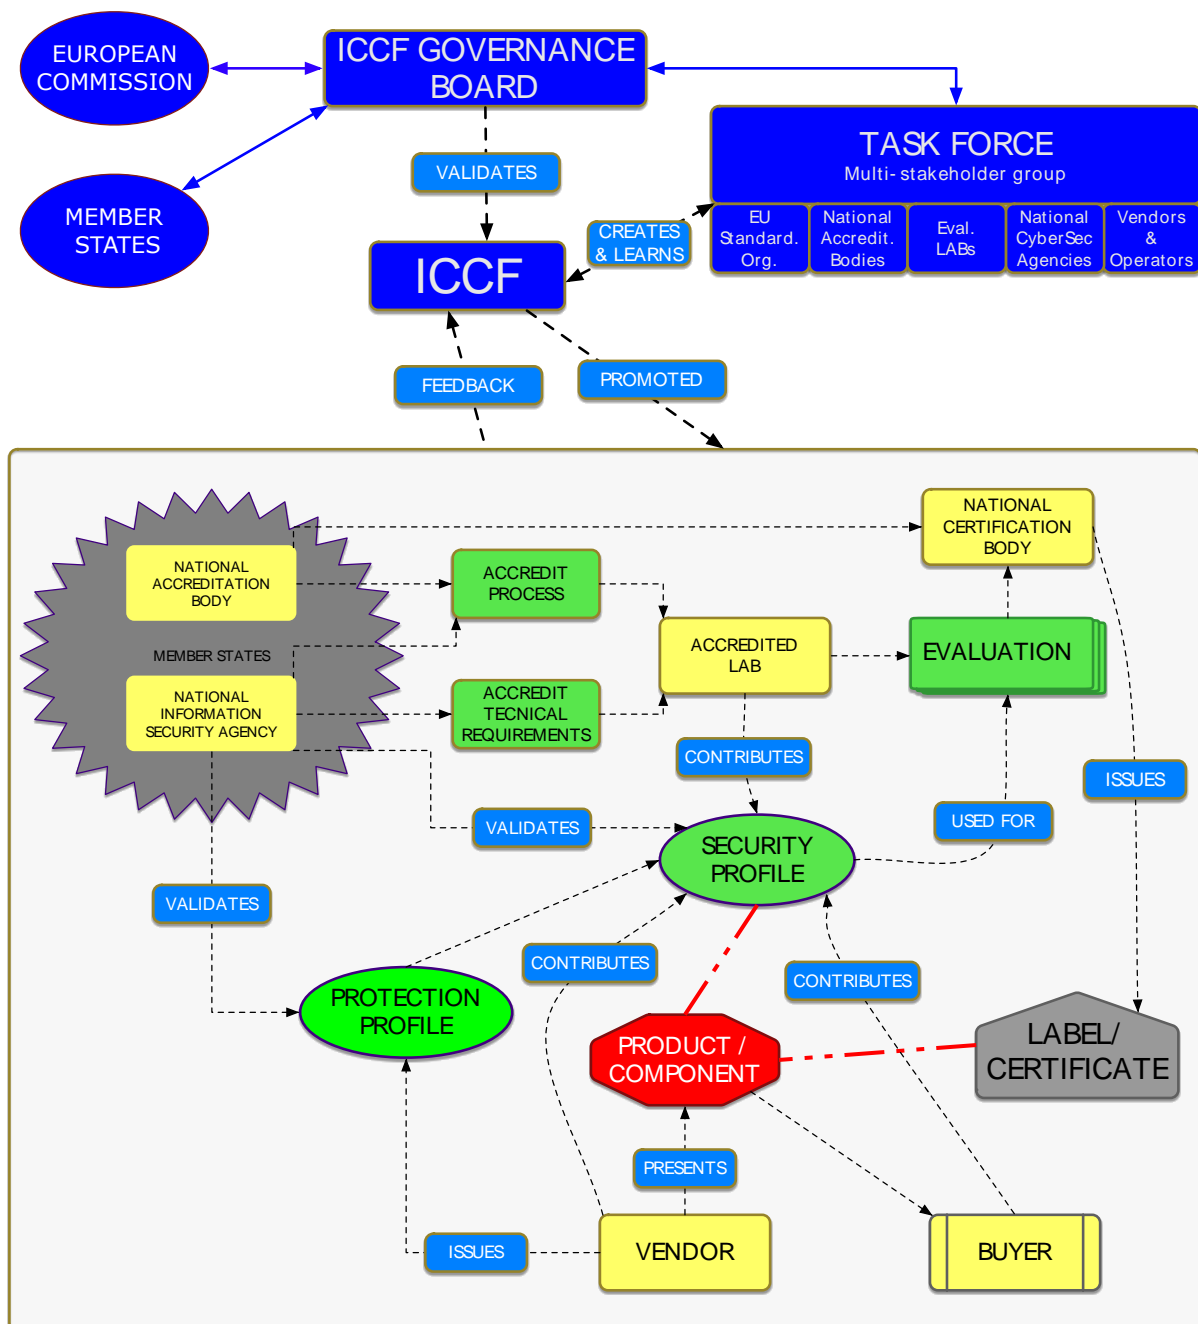 EUROPEAN
COMMISSION
ICCF GOVERNANCE
BOARD
TASK FORCE
Multi-stakeholder group
EU
Standard.
Org.
National
Accredit.
Bodies
Eval.
LABs
National
CyberSec
Agencies
Vendors
&
Operators
MEMBER
STATES
VALIDATES
CREATES
& LEARNS
ICCF
FEEDBACK
PROMOTED
NATIONAL
CERTIFICATION
BODY
NATIONAL
ACCREDITATION
BODY
ACCREDIT
PROCESS
MEMBER STATES
ACCREDITED
LAB
EVALUATION
NATIONAL
INFORMATION
SECURITY AGENCY
ACCREDIT
TECNICAL
REQUIREMENTS
CONTRIBUTES
ISSUES
VALIDATES
USED FOR
SECURITY
PROFILE
VALIDATES
CONTRIBUTES
CONTRIBUTES
PROTECTION
PROFILE
PRODUCT /
COMPONENT
LABEL/
CERTIFICATE
PRESENTS
ISSUES
VENDOR
BUYER